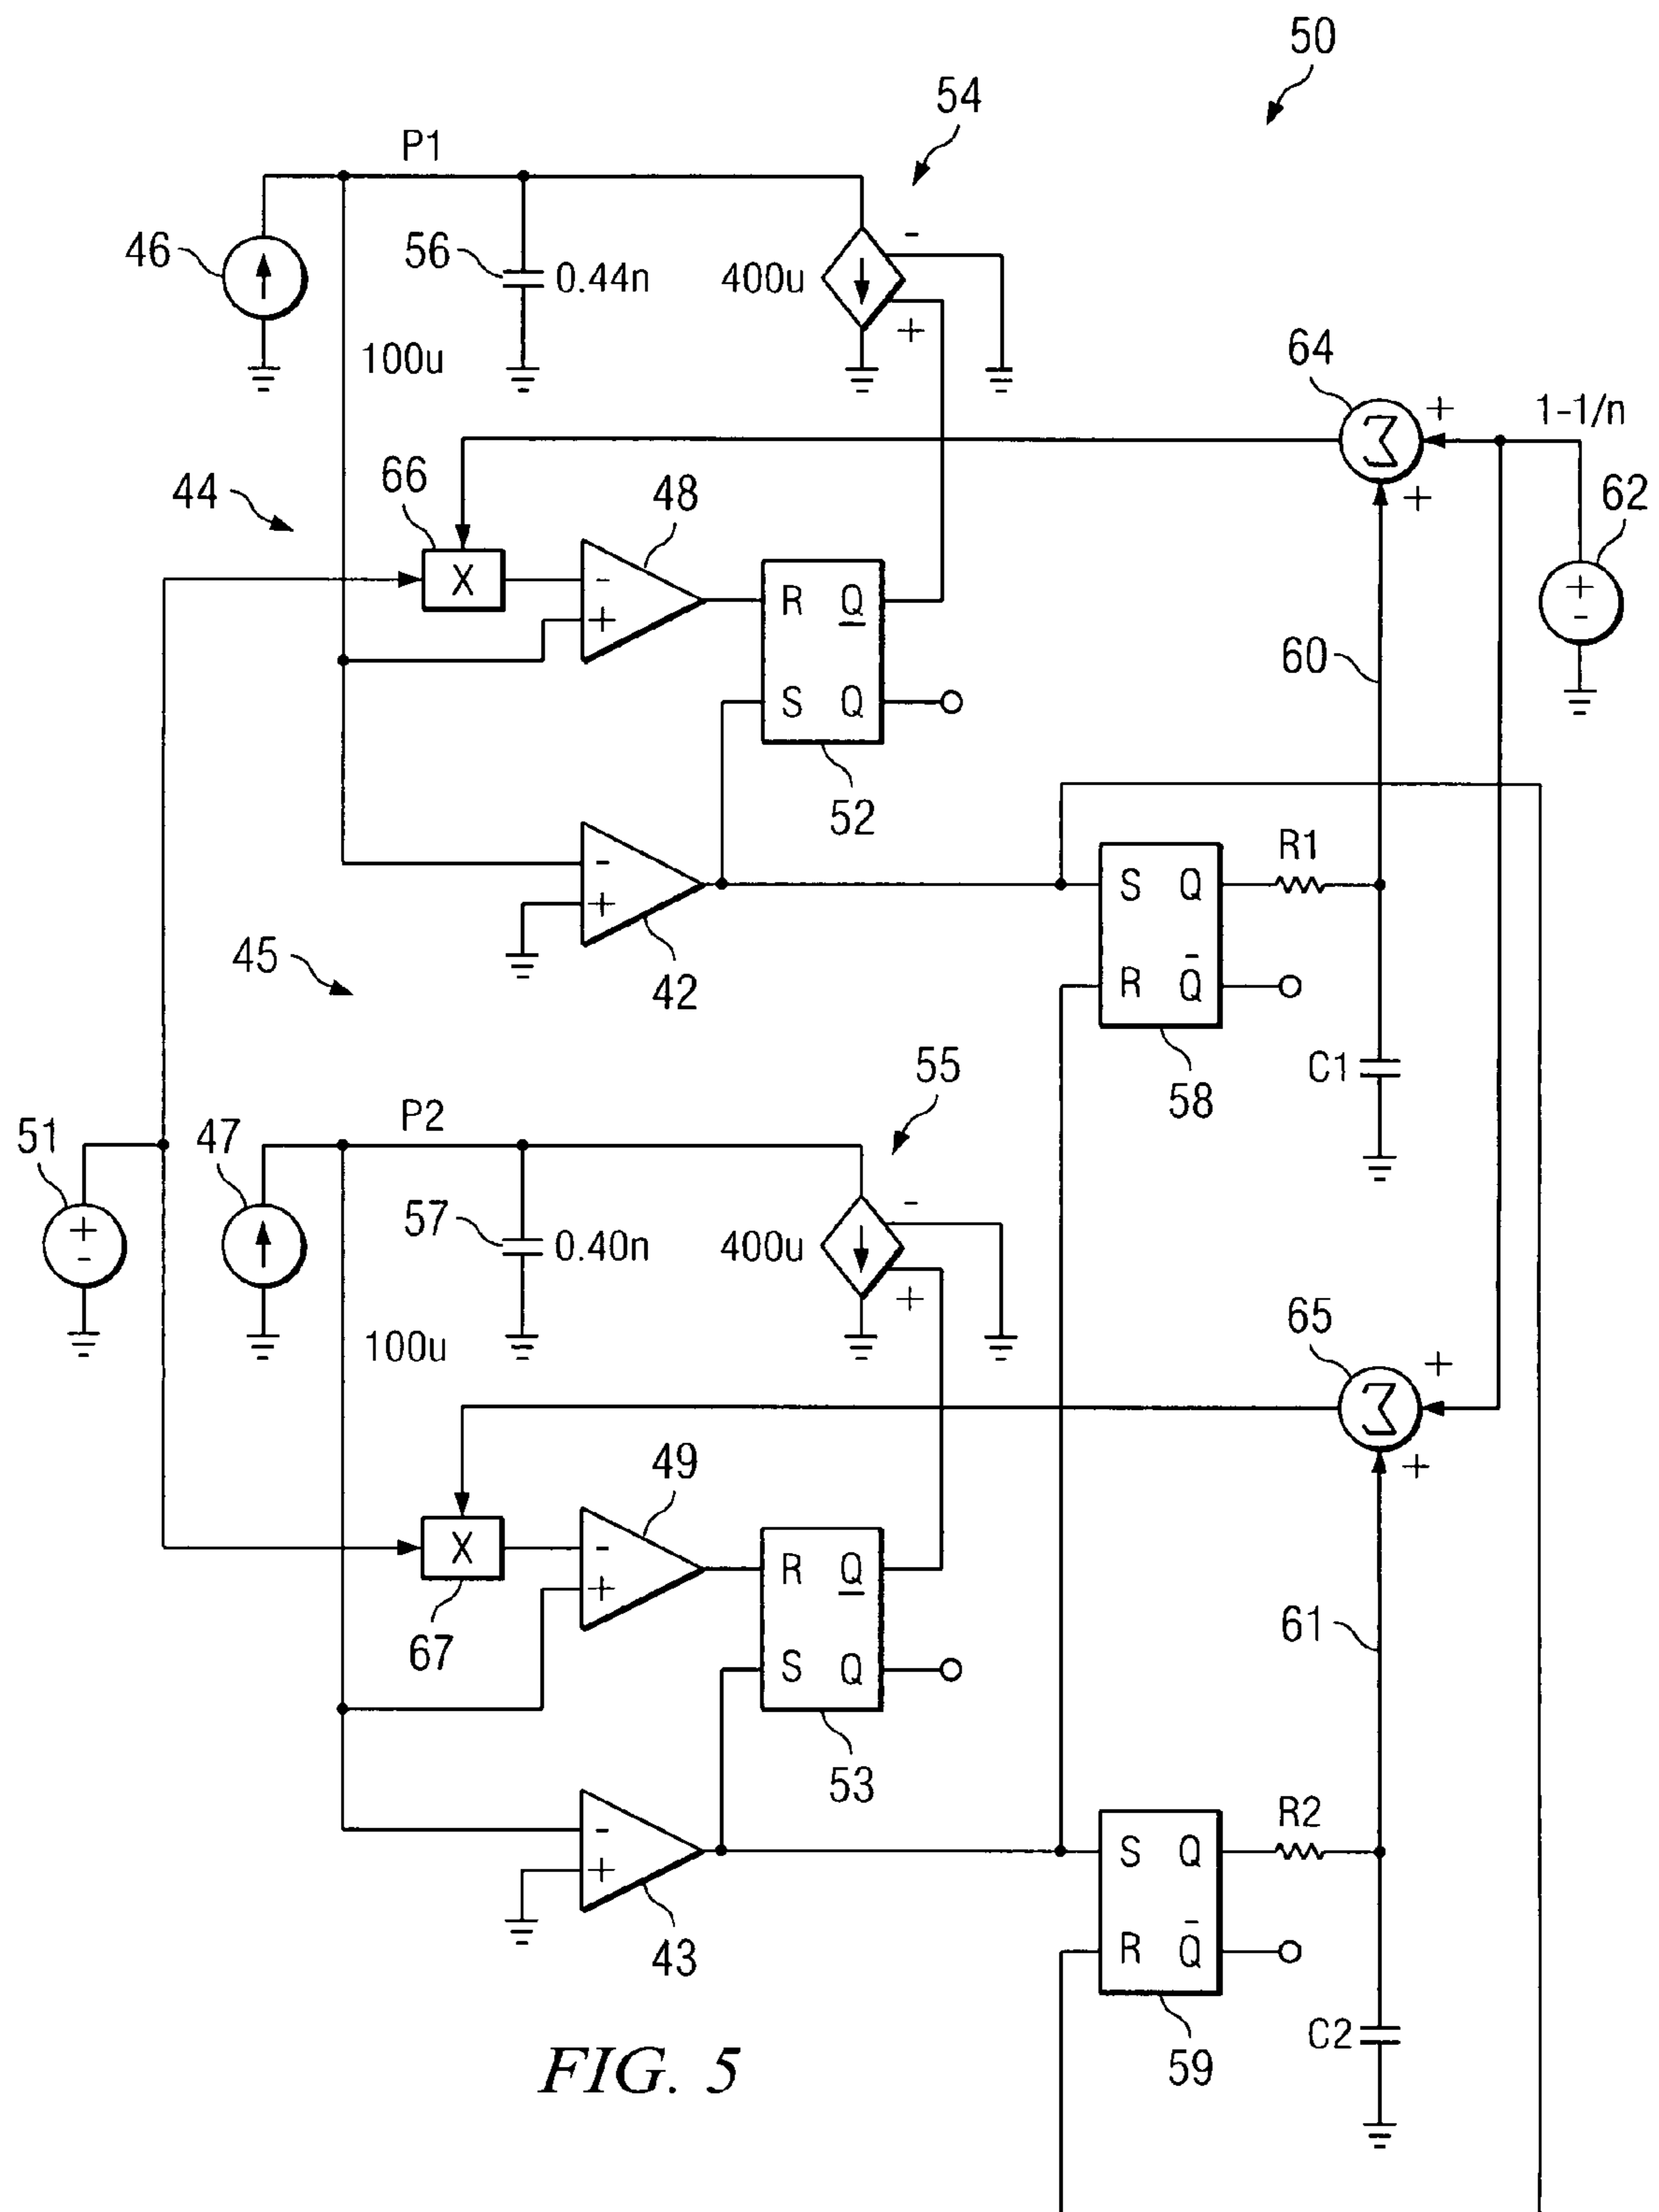 50
54
P1
46
56
0.44n
400u
-
+
100u
64
+
1-1/n
+
62
+
-
66
44
48
X
-
+
R Q
S Q
52
60
Σ
45
-
+
42
R1
S Q
R Q̄
58
C1
55
P2
51
47
+
-
57
0.40n
400u
-
+
100u
65
+
Σ
+
49
X
-
+
67
R Q
S Q
53
61
-
+
43
R2
S Q
R Q̄
59
C2
FIG. 5